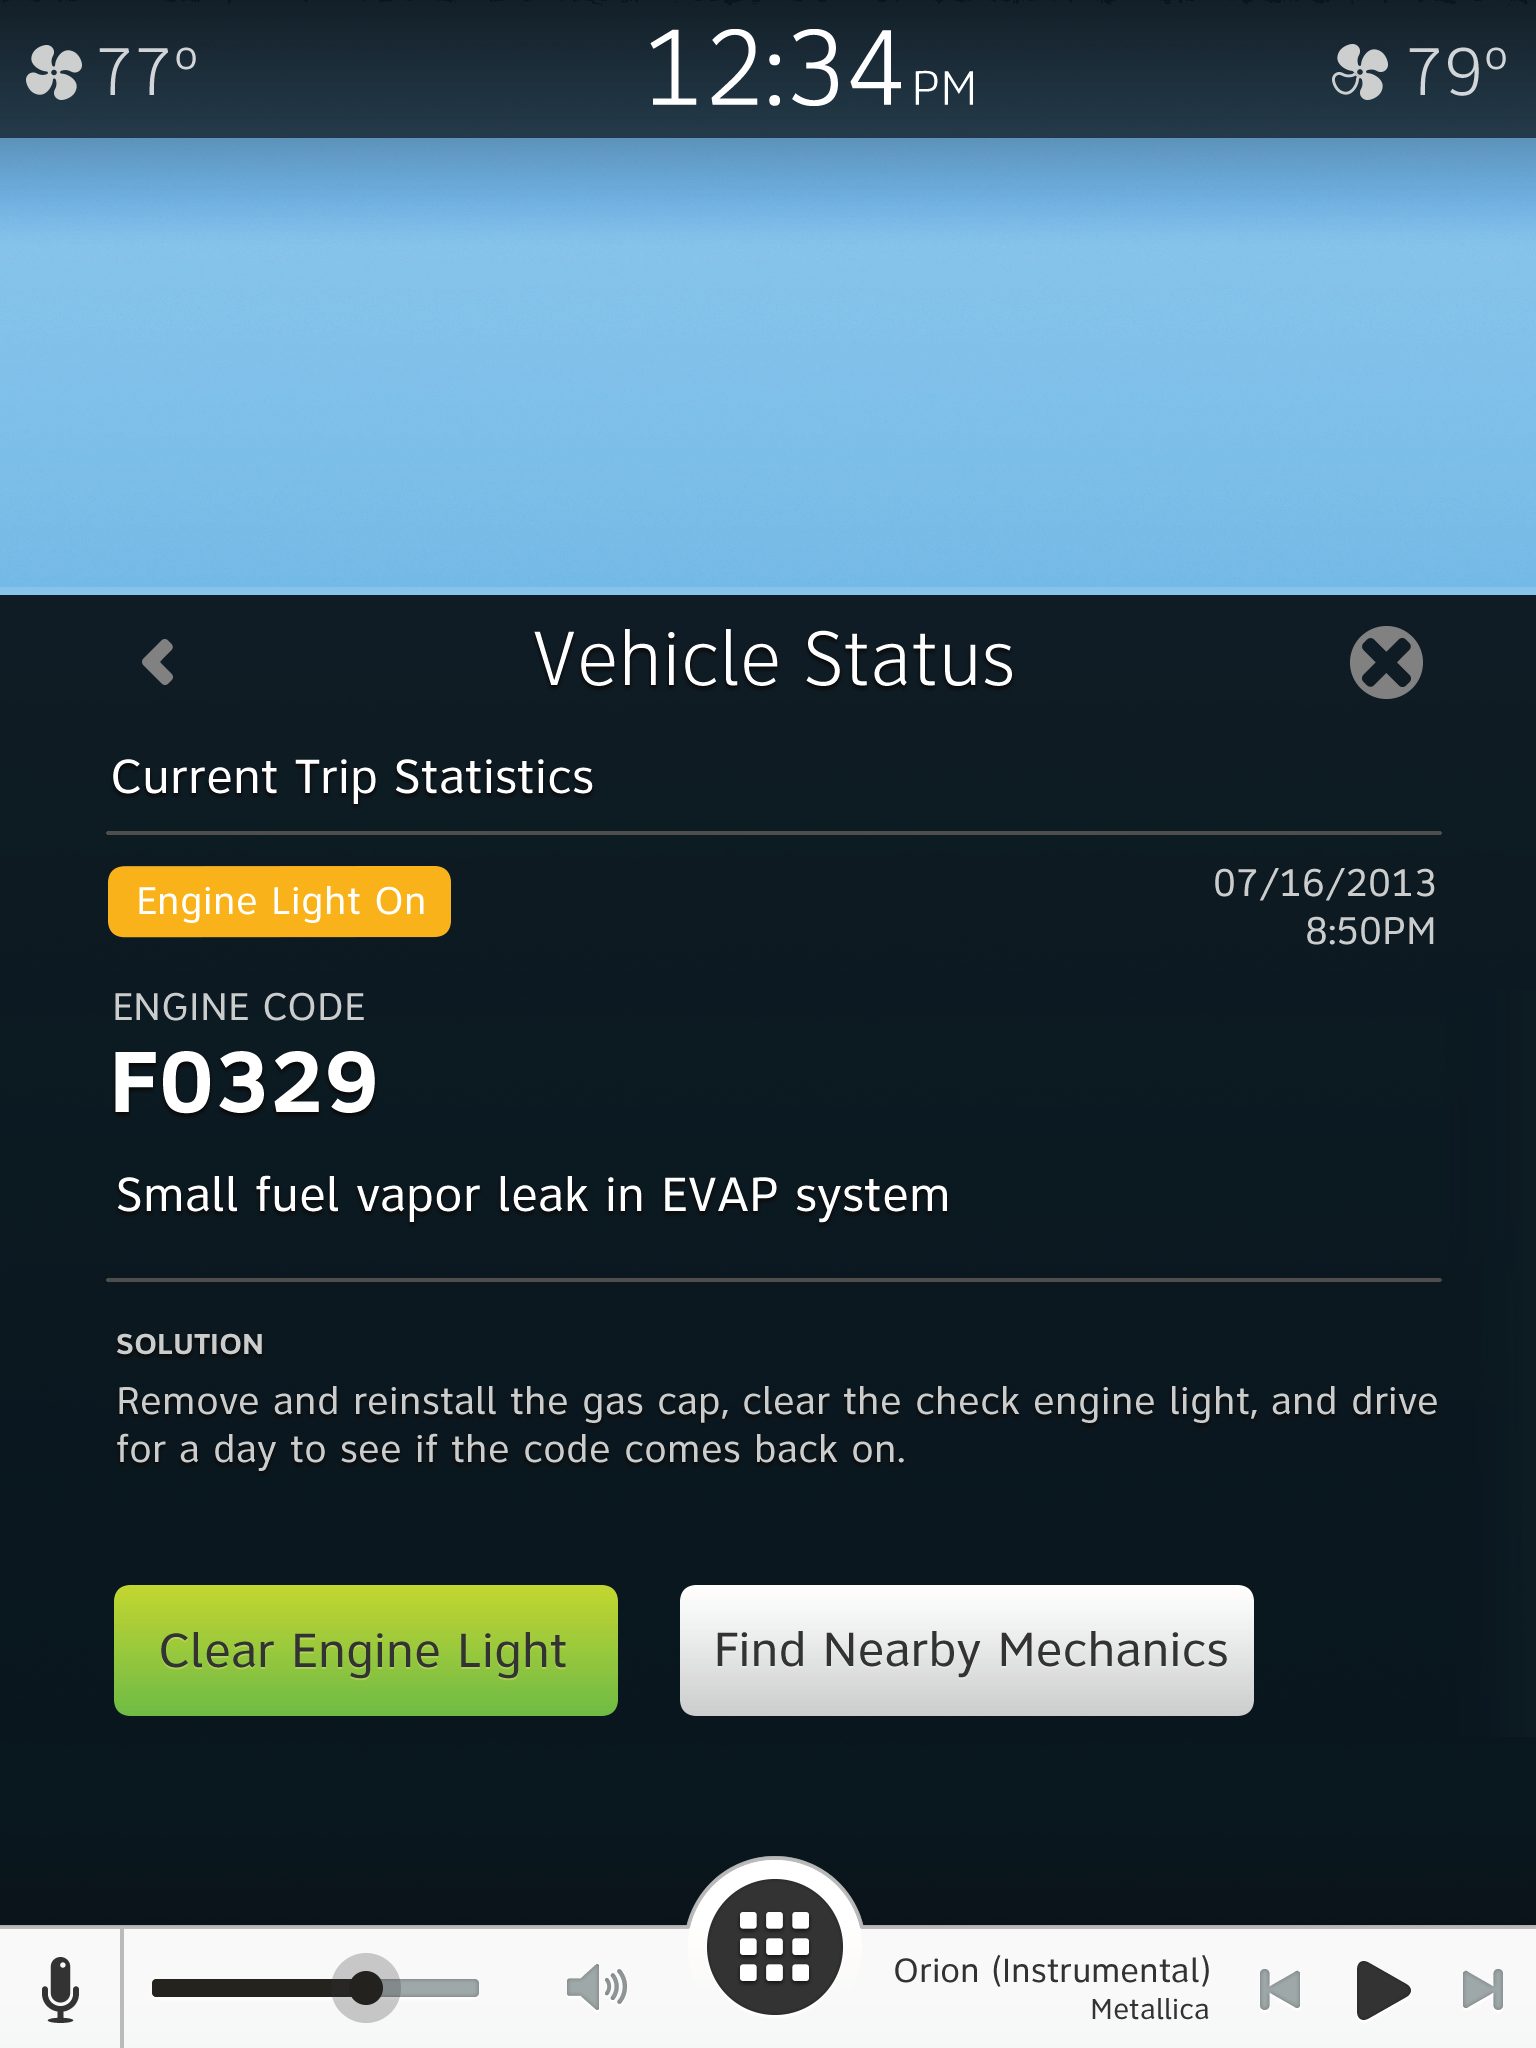 77°
12:34 PM
79°
Vehicle Status
Current Trip Statistics
Engine Light On
07/16/2013
8:50PM
ENGINE CODE
F0329
Small fuel vapor leak in EVAP system
SOLUTION
Remove and reinstall the gas cap, clear the check engine light, and drive
for a day to see if the code comes back on.
Clear Engine Light
Find Nearby Mechanics
Orion (Instrumental)
Metallica